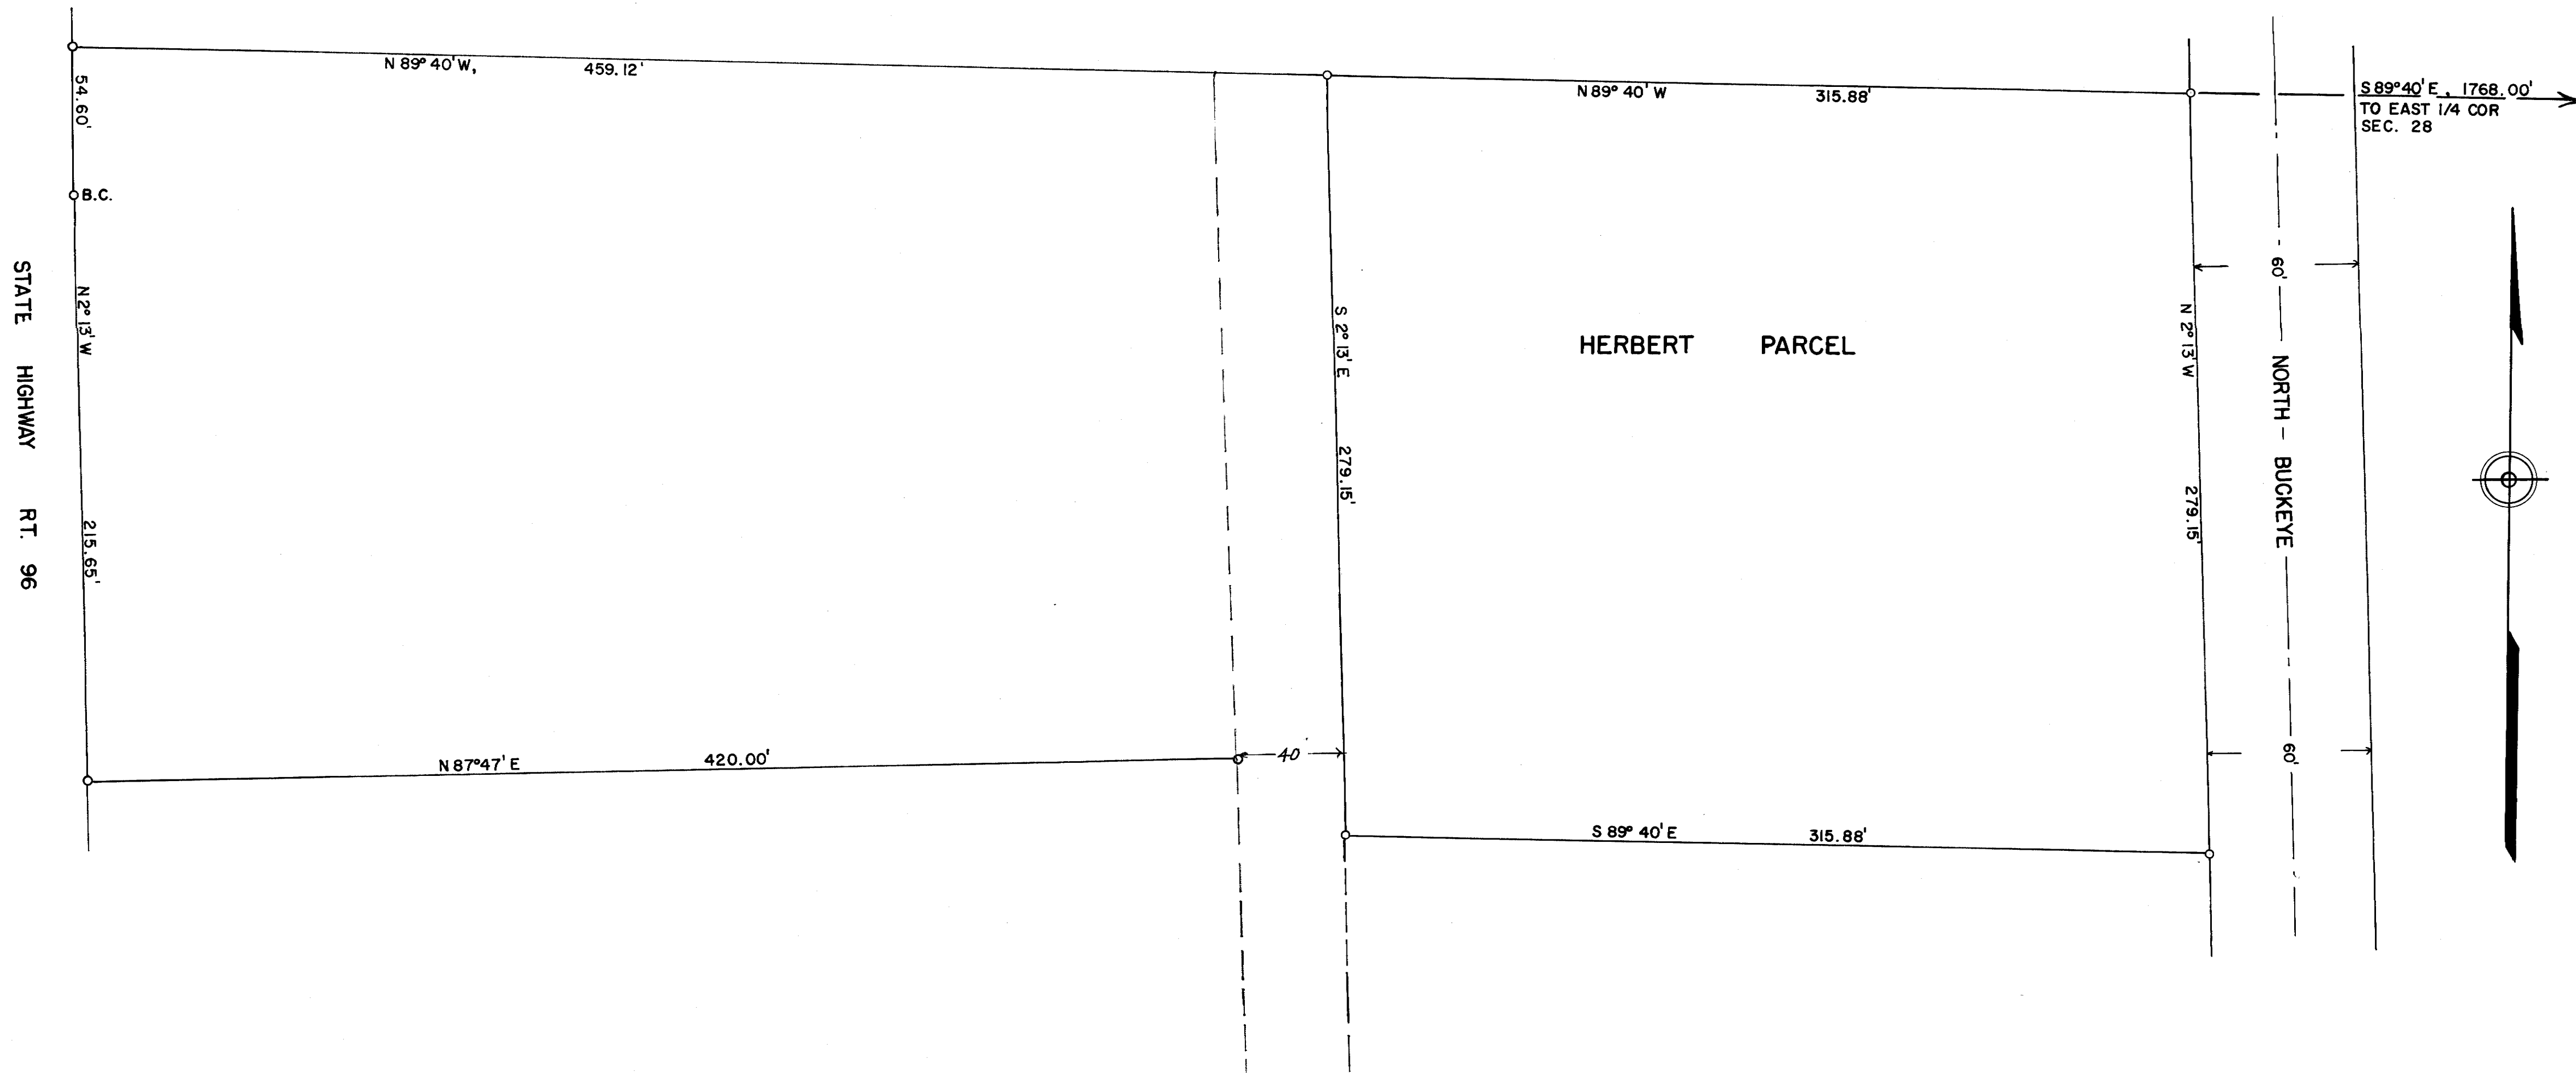 N 89° 40' W, 459.12'
N 89° 40' W 315.88'
S 89° 40' E, 1768.00'
TO EAST 1/4 COR
SEC. 28
54.60'
B.C.
N 2° 13' W 215.65'
STATE HIGHWAY RT. 96
S 2° 13' E 279.15'
HERBERT PARCEL
N 2° 13' W 279.15'
60'
NORTH - BUCKEYE
N 87° 47' E 420.00'
40
60'
S 89° 40' E 315.88'